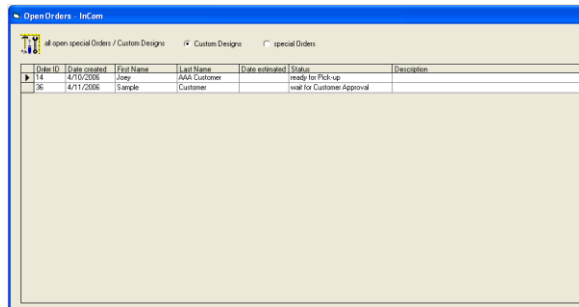 Open Orders - InCom
all open special Orders / Custom Designs Custom Designs special Orders
Order ID Date created First Name Last Name Date estimated Status Description
14 4/10/2006 Joey AAA Customer ready for Pick-up
36 4/11/2006 Sample Customer wait for Customer Approval